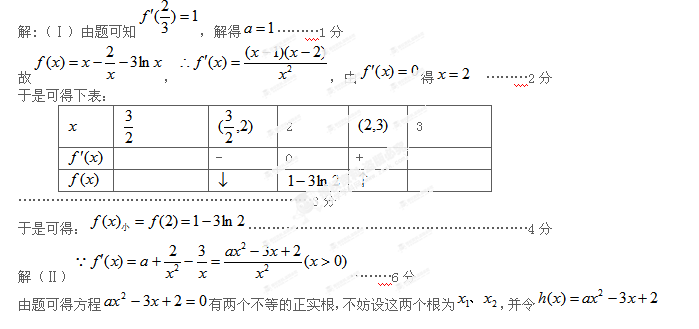 解:（Ⅰ）由题可知 f′(2/3)=1，解得 a=1 ………1 分
故 f(x)=x-2/x-3ln x，∴f′(x)=(x-1)(x-2)/x²，由 f′(x)=0 得 x=2 ………2 分
于是可得下表：
x 3/2 (3/2,2) 2 (2,3) 3
f′(x) − 0 +
f(x) ↓ 1−3ln 2
………3 分
于是可得：f(x)小=f(2)=1−3ln 2………4 分
解（Ⅱ）∵f′(x)=a+2/x²−3/x=(ax²−3x+2)/x²(x>0) ………6 分
由题可得方程 ax²−3x+2=0 有两个不等的正实根，不妨设这两个根为 x₁、x₂，并令 h(x)=ax²−3x+2